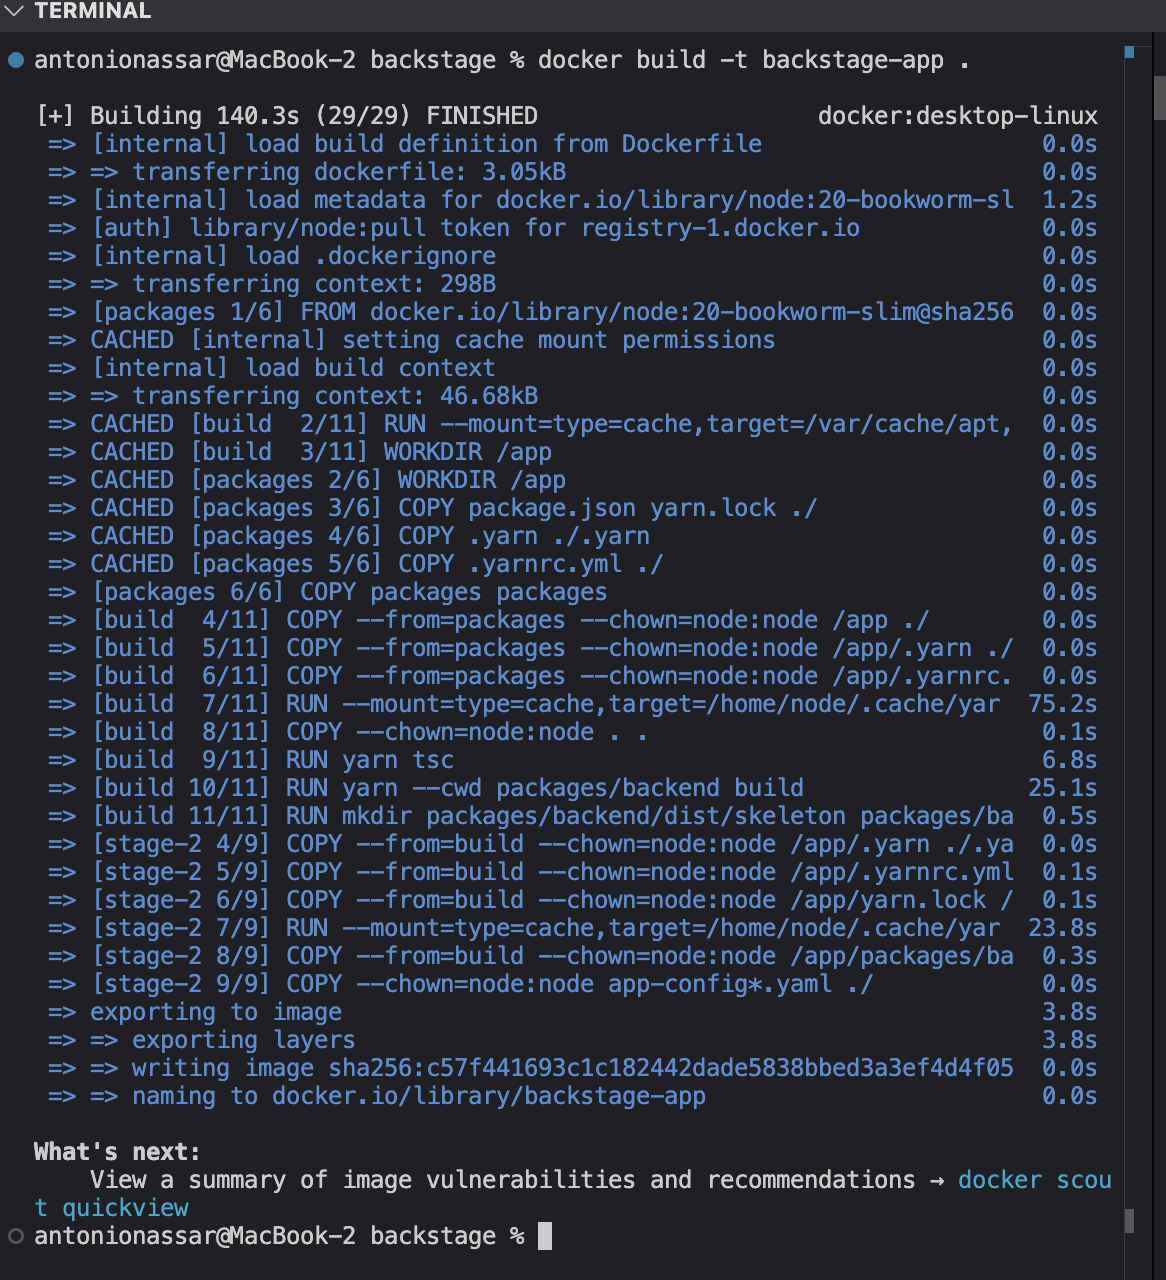 TERMINAL
antonionassar@MacBook-2 backstage % docker build -t backstage-app .
[+] Building 140.3s (29/29) FINISHED docker:desktop-linux
=> [internal] load build definition from Dockerfile 0.0s
=> => transferring dockerfile: 3.05kB 0.0s
=> [internal] load metadata for docker.io/library/node:20-bookworm-sl 1.2s
=> [auth] library/node:pull token for registry-1.docker.io 0.0s
=> [internal] load .dockerignore 0.0s
=> => transferring context: 298B 0.0s
=> [packages 1/6] FROM docker.io/library/node:20-bookworm-slim@sha256 0.0s
=> CACHED [internal] setting cache mount permissions 0.0s
=> [internal] load build context 0.0s
=> => transferring context: 46.68kB 0.0s
=> CACHED [build  2/11] RUN --mount=type=cache,target=/var/cache/apt, 0.0s
=> CACHED [build  3/11] WORKDIR /app 0.0s
=> CACHED [packages 2/6] WORKDIR /app 0.0s
=> CACHED [packages 3/6] COPY package.json yarn.lock ./ 0.0s
=> CACHED [packages 4/6] COPY .yarn ./.yarn 0.0s
=> CACHED [packages 5/6] COPY .yarnrc.yml ./ 0.0s
=> [packages 6/6] COPY packages packages 0.0s
=> [build  4/11] COPY --from=packages --chown=node:node /app ./ 0.0s
=> [build  5/11] COPY --from=packages --chown=node:node /app/.yarn ./ 0.0s
=> [build  6/11] COPY --from=packages --chown=node:node /app/.yarnrc. 0.0s
=> [build  7/11] RUN --mount=type=cache,target=/home/node/.cache/yar 75.2s
=> [build  8/11] COPY --chown=node:node . . 0.1s
=> [build  9/11] RUN yarn tsc 6.8s
=> [build 10/11] RUN yarn --cwd packages/backend build 25.1s
=> [build 11/11] RUN mkdir packages/backend/dist/skeleton packages/ba 0.5s
=> [stage-2 4/9] COPY --from=build --chown=node:node /app/.yarn ./.ya 0.0s
=> [stage-2 5/9] COPY --from=build --chown=node:node /app/.yarnrc.yml 0.1s
=> [stage-2 6/9] COPY --from=build --chown=node:node /app/yarn.lock / 0.1s
=> [stage-2 7/9] RUN --mount=type=cache,target=/home/node/.cache/yar 23.8s
=> [stage-2 8/9] COPY --from=build --chown=node:node /app/packages/ba 0.3s
=> [stage-2 9/9] COPY --chown=node:node app-config*.yaml ./ 0.0s
=> exporting to image 3.8s
=> => exporting layers 3.8s
=> => writing image sha256:c57f441693c1c182442dade5838bbed3a3ef4d4f05 0.0s
=> => naming to docker.io/library/backstage-app 0.0s
What's next:
View a summary of image vulnerabilities and recommendations → docker scou
t quickview
antonionassar@MacBook-2 backstage %